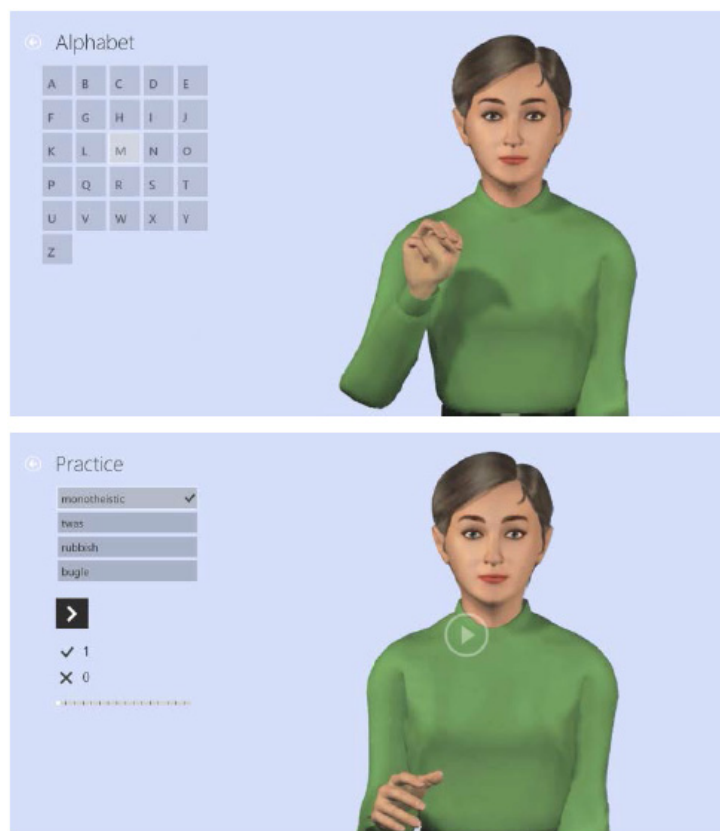 Alphabet
A B C D E
F G H I J
K L M N O
P Q R S T
U V W X Y
Z
Practice
monotheistic
twas
rubbish
bugle
1
0